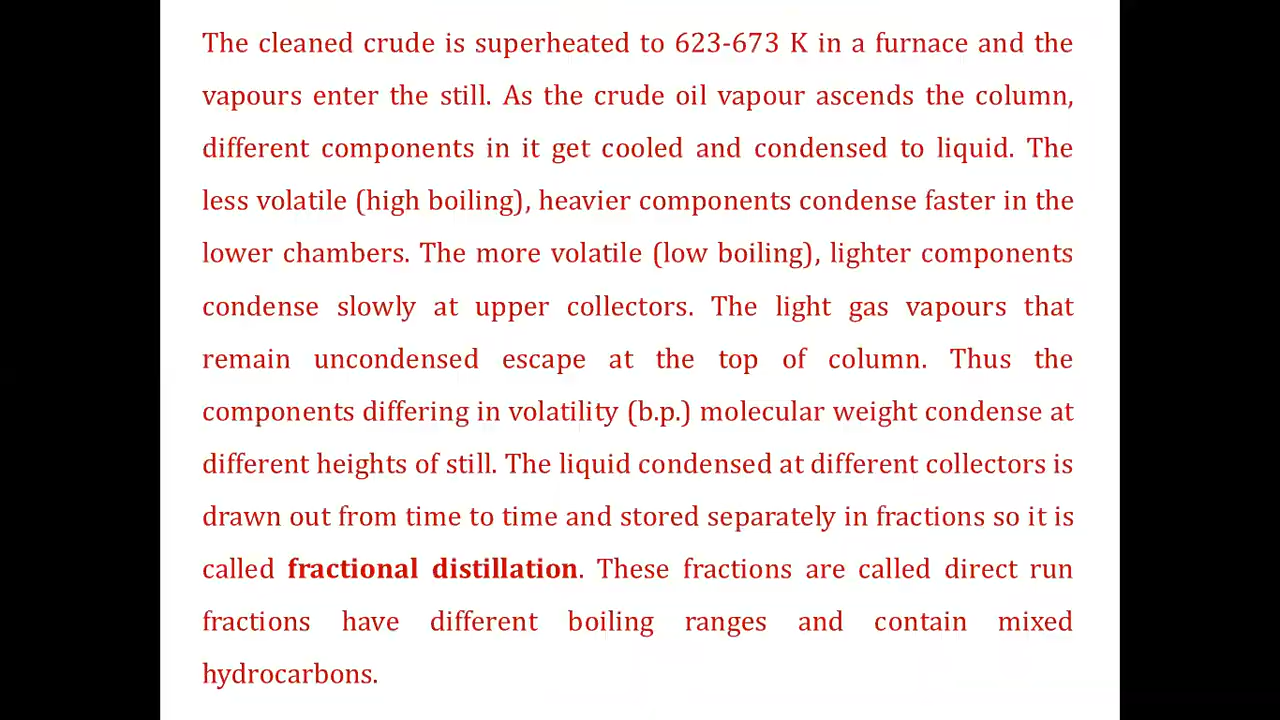 The cleaned crude is superheated to 623-673 K in a furnace and the
vapours enter the still. As the crude oil vapour ascends the column,
different components in it get cooled and condensed to liquid. The
less volatile (high boiling), heavier components condense faster in the
lower chambers. The more volatile (low boiling), lighter components
condense slowly at upper collectors. The light gas vapours that
remain uncondensed escape at the top of column. Thus the
components differing in volatility (b.p.) molecular weight condense at
different heights of still. The liquid condensed at different collectors is
drawn out from time to time and stored separately in fractions so it is
called fractional distillation. These fractions are called direct run
fractions have different boiling ranges and contain mixed
hydrocarbons.